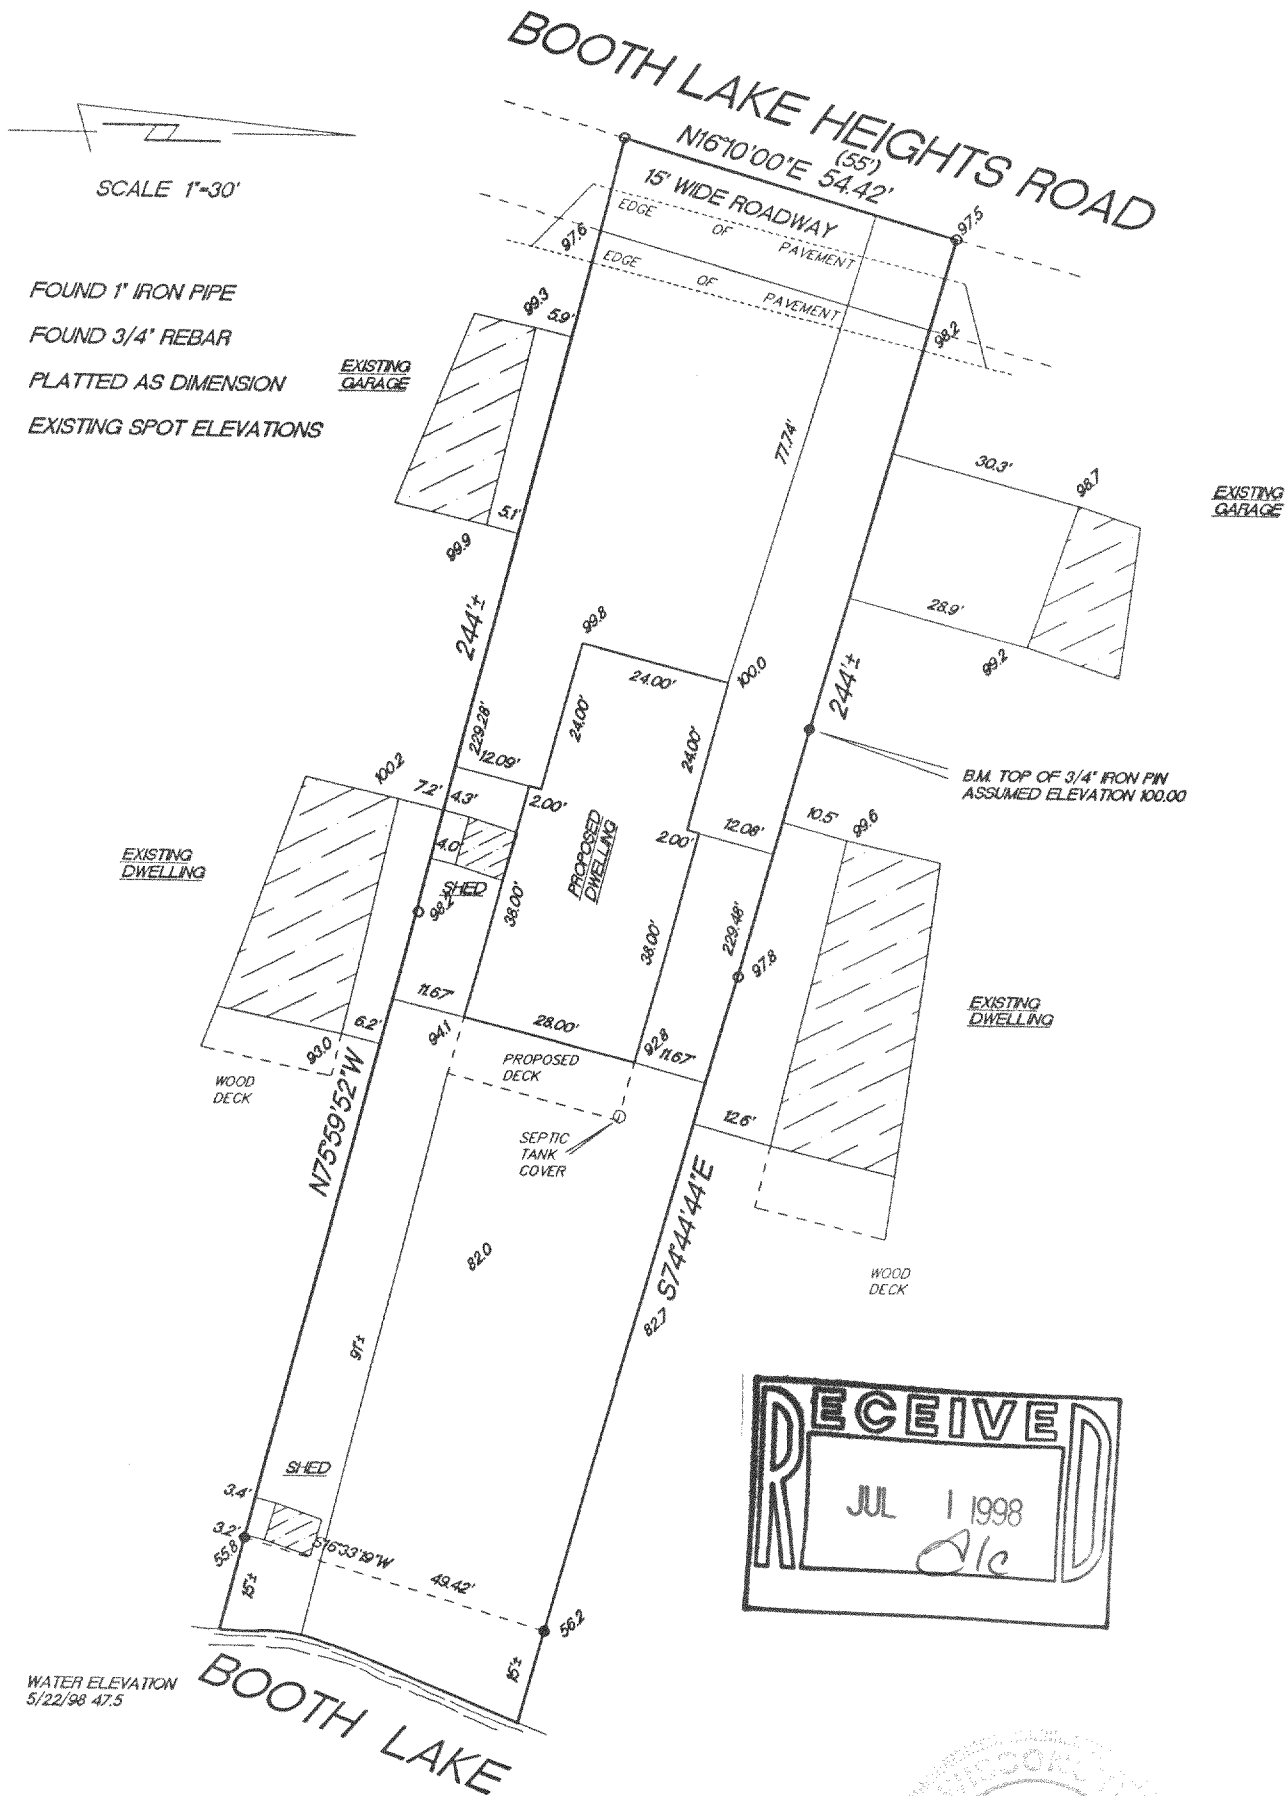 BOOTH LAKE HEIGHTS ROAD
N16°10'00"E (55') 54.42'
15' WIDE ROADWAY
EDGE OF PAVEMENT
EDGE OF PAVEMENT
97.5
97.6
98.2
SCALE 1"=30'
FOUND 1" IRON PIPE
FOUND 3/4" REBAR
PLATTED AS DIMENSION
EXISTING SPOT ELEVATIONS
99.3
5.9'
EXISTING
GARAGE
5.1'
99.9
77.74'
30.3'
98.7
EXISTING
GARAGE
28.9'
99.2
244'±
244'±
99.8
24.00'
100.0
24.00'
24.00'
229.28'
12.09'
B.M. TOP OF 3/4" IRON PIN
ASSUMED ELEVATION 100.00
100.2
7.2'
4.3'
2.00'
PROPOSED
DWELLING
2.00'
12.08'
10.5'
99.6
EXISTING
DWELLING
4.0'
SHED
98.2
38.00'
38.00'
229.48'
97.8
EXISTING
DWELLING
11.67'
94.1
28.00'
92.8
11.67'
6.2'
93.0
WOOD
DECK
PROPOSED
DECK
12.6'
SEPTIC
TANK
COVER
N75°59'52"W
S74°44'44"E
82.0
82.7
WOOD
DECK
91'±
SHED
3.4'
3.2'
55.8
S16°33'19"W
49.42'
56.2
15'±
15'±
RECEIVED
JUL 1 1998
WATER ELEVATION
5/22/98 47.5
BOOTH LAKE